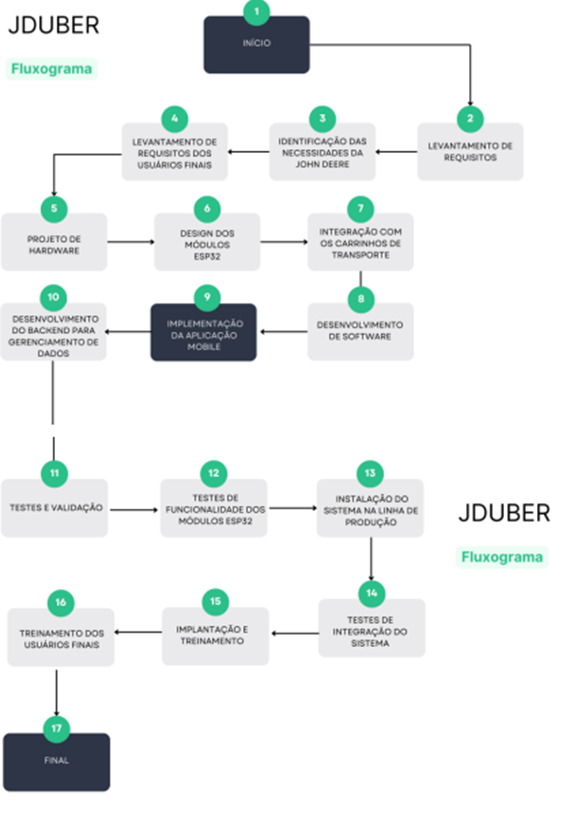 JDUBER
Fluxograma
1
INÍCIO
2
LEVANTAMENTO DE
REQUISITOS
3
IDENTIFICAÇÃO DAS
NECESSIDADES DA
JOHN DEERE
4
LEVANTAMENTO DE
REQUISITOS DOS
USUÁRIOS FINAIS
5
PROJETO DE
HARDWARE
6
DESIGN DOS
MÓDULOS
ESP32
7
INTEGRAÇÃO COM
OS CARRINHOS DE
TRANSPORTE
8
DESENVOLVIMENTO
DE SOFTWARE
9
IMPLEMENTAÇÃO
DA APLICAÇÃO
MOBILE
10
DESENVOLVIMENTO
DO BACKEND PARA
GERENCIAMENTO DE
DADOS
11
TESTES E VALIDAÇÃO
12
TESTES DE
FUNCIONALIDADE DOS
MÓDULOS ESP32
13
INSTALAÇÃO DO
SISTEMA NA LINHA DE
PRODUÇÃO
JDUBER
Fluxograma
14
TESTES DE
INTEGRAÇÃO DO
SISTEMA
15
IMPLANTAÇÃO E
TREINAMENTO
16
TREINAMENTO DOS
USUÁRIOS FINAIS
17
FINAL